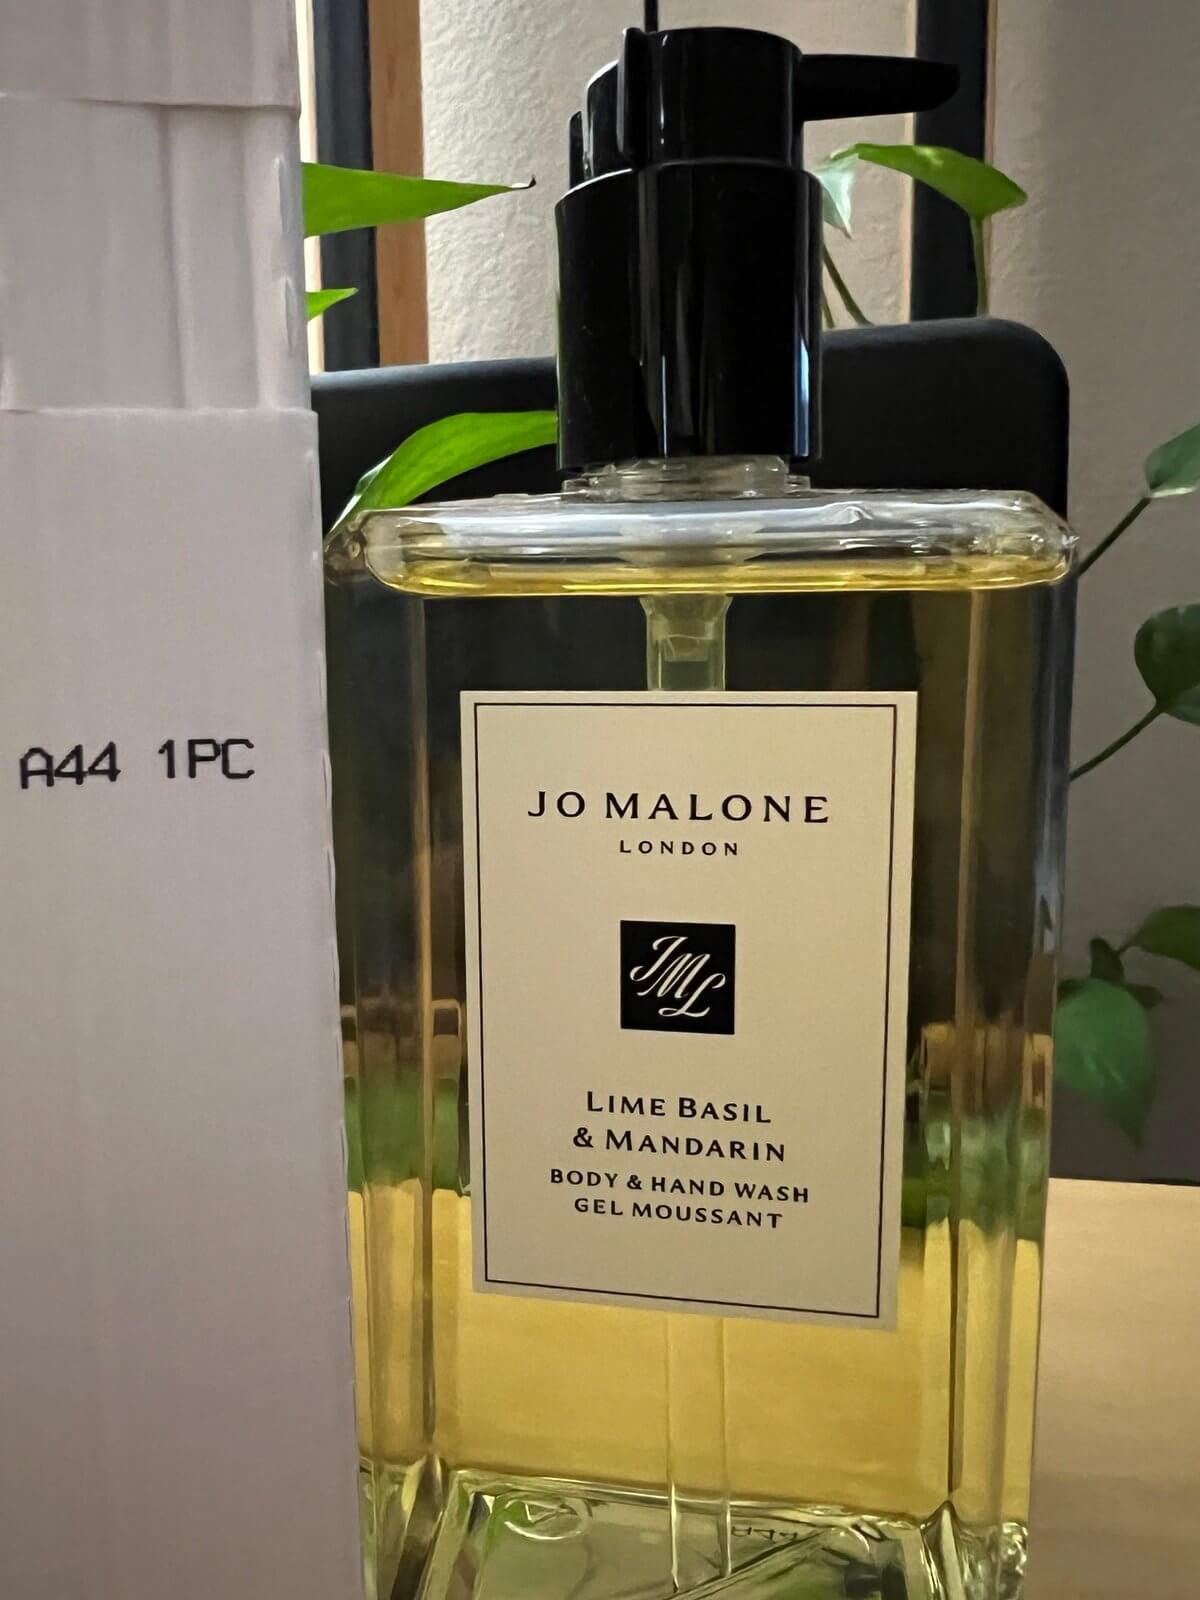 A44 1PC
JO MALONE
LONDON
JML
LIME BASIL
& MANDARIN
BODY & HAND WASH
GEL MOUSSANT